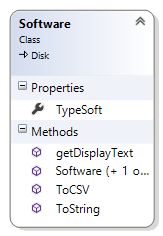 Software
Class
Disk
Properties
TypeSoft
Methods
getDisplayText
Software (+ 1 o...
ToCSV
ToString